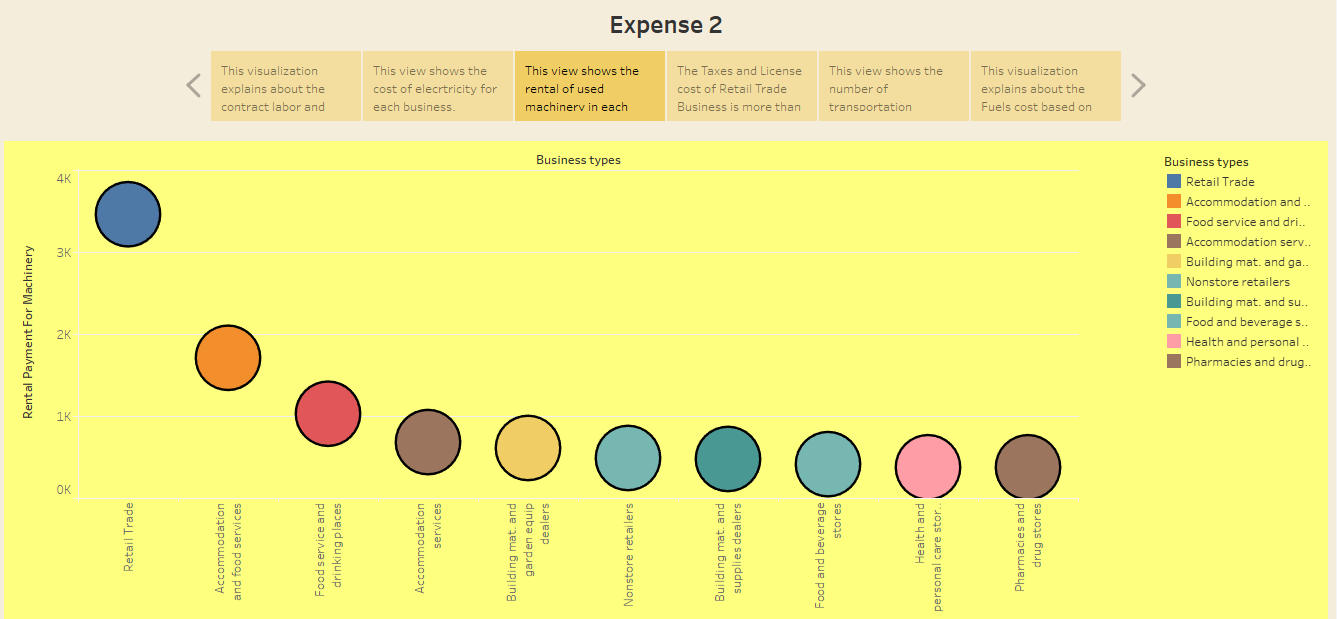 Expense 2
This visualization
explains about the
contract labor and
This view shows the
cost of elecrtricity for
each business.
This view shows the
rental of used
machinery in each
The Taxes and License
cost of Retail Trade
Business is more than
This view shows the
number of
transportation
This visualization
explains about the
Fuels cost based on
Business types
Rental Payment For Machinery
4K
3K
2K
1K
0K
Retail Trade
Accommodation
and food services
Food service and
drinking places
Accommodation
services
Building mat. and
garden equip
dealers
Nonstore retailers
Building mat. and
supplies dealers
Food and beverage
stores
Health and
personal care stor..
Pharmacies and
drug stores
Business types
Retail Trade
Accommodation and ..
Food service and dri..
Accommodation serv..
Building mat. and ga..
Nonstore retailers
Building mat. and su..
Food and beverage s..
Health and personal ..
Pharmacies and drug..